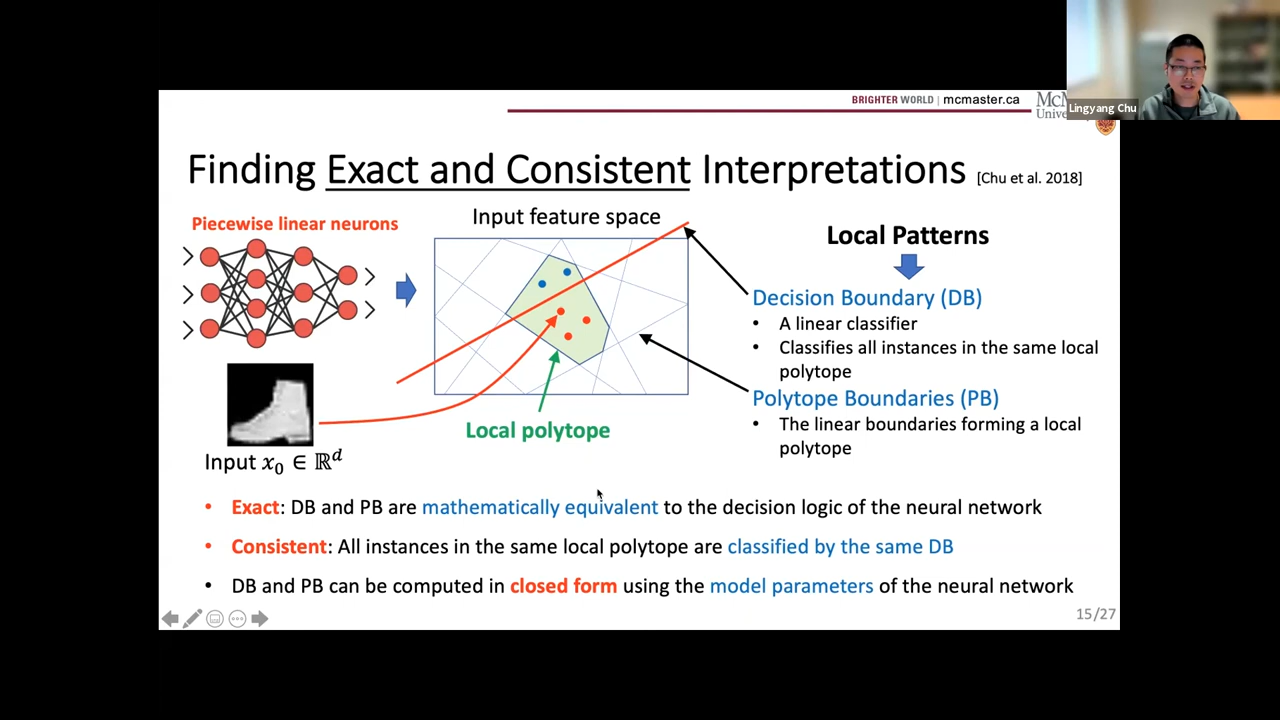 BRIGHTER WORLD | mcmaster.ca
Lingyang Chu
Finding Exact and Consistent Interpretations [Chu et al. 2018]
Piecewise linear neurons
Input feature space
Local Patterns
Decision Boundary (DB)
• A linear classifier
• Classifies all instances in the same local
polytope
Polytope Boundaries (PB)
• The linear boundaries forming a local
polytope
Local polytope
Input x₀ ∈ ℝᵈ
• Exact: DB and PB are mathematically equivalent to the decision logic of the neural network
• Consistent: All instances in the same local polytope are classified by the same DB
• DB and PB can be computed in closed form using the model parameters of the neural network
15/27